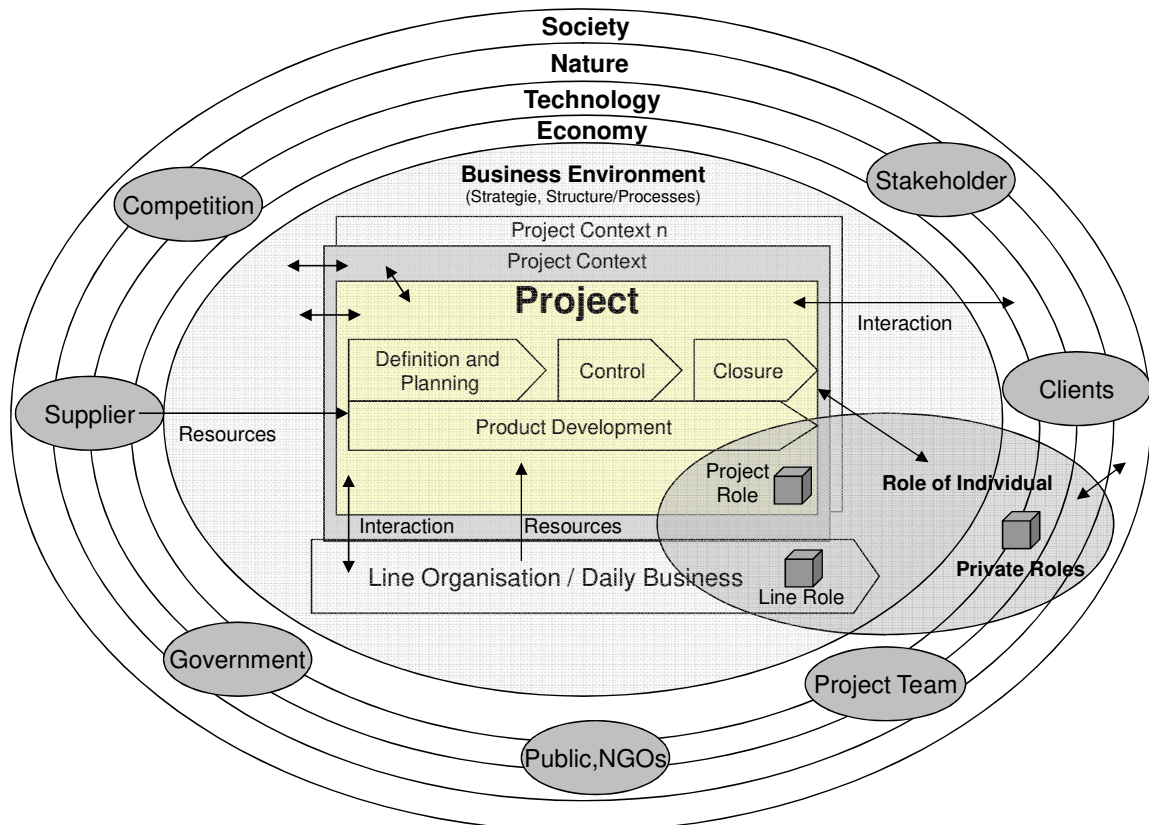 Society
Nature
Technology
Economy
Business Environment
(Strategie, Structure/Processes)
Competition
Stakeholder
Project Context n
Project Context
Project
Interaction
Definition and
Planning
Control
Closure
Supplier
Resources
Product Development
Clients
Project
Role
Role of Individual
Interaction
Resources
Line Organisation / Daily Business
Line Role
Private Roles
Government
Project Team
Public,NGOs